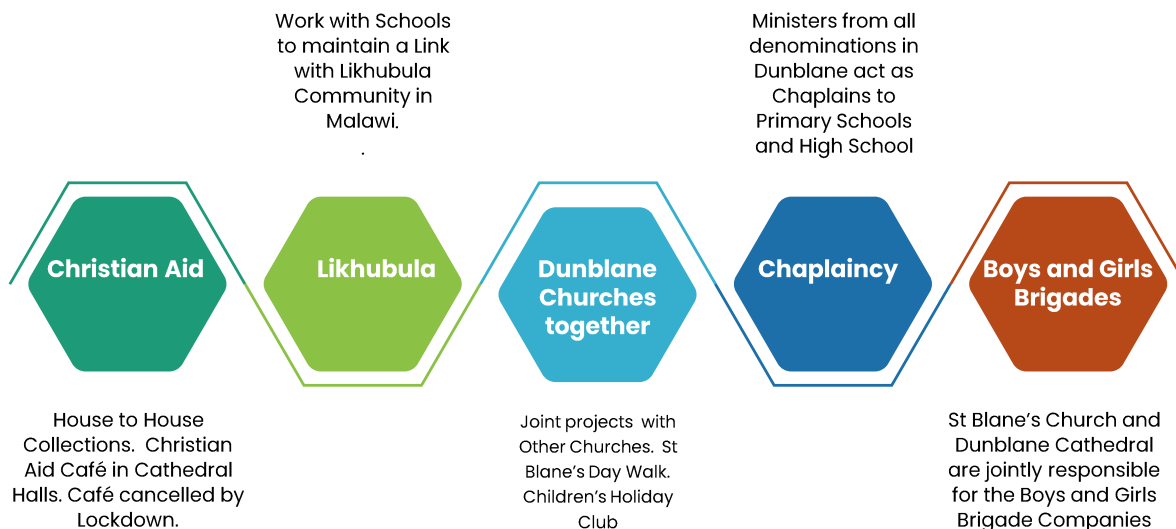 Work with Schools
to maintain a Link
with Likhubula
Community in
Malawi.
.
Ministers from all
denominations in
Dunblane act as
Chaplains to
Primary Schools
and High School
Christian Aid
Likhubula
Dunblane
Churches
together
Chaplaincy
Boys and Girls
Brigades
House to House
Collections.  Christian
Aid Café in Cathedral
Halls. Café cancelled by
Lockdown.
Joint projects  with
Other Churches.  St
Blane’s Day Walk.
Children’s Holiday
Club
St Blane’s Church and
Dunblane Cathedral
are jointly responsible
for the Boys and Girls
Brigade Companies